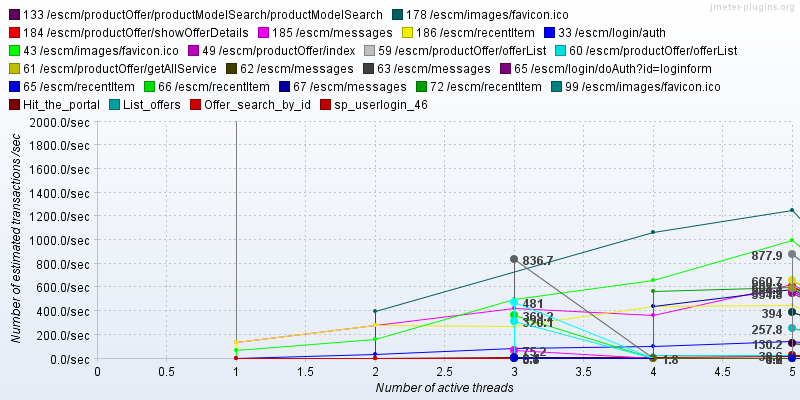 jmeter-plugins.org
133 /escm/productOffer/productModelSearch/productModelSearch 178 /escm/images/favicon.ico
184 /escm/productOffer/showOfferDetails 185 /escm/messages 186 /escm/recentItem 33 /escm/login/auth
43 /escm/images/favicon.ico 49 /escm/productOffer/index 59 /escm/productOffer/offerList 60 /escm/productOffer/offerList
61 /escm/productOffer/getAllService 62 /escm/messages 63 /escm/messages 65 /escm/login/doAuth?id=loginform
65 /escm/recentItem 66 /escm/recentItem 67 /escm/messages 72 /escm/recentItem 99 /escm/images/favicon.ico
Hit_the_portal List_offers Offer_search_by_id sp_userlogin_46
Number of estimated transactions /sec
2000.0/sec
1800.0/sec
1600.0/sec
1400.0/sec
1200.0/sec
1000.0/sec
800.0/sec
600.0/sec
400.0/sec
200.0/sec
0.0/sec
836.7
481
369.2
326.1
75.2
1.8
877.9
660.7
594.8
394
257.8
130.2
0 0.5 1 1.5 2 2.5 3 3.5 4 4.5 5
Number of active threads